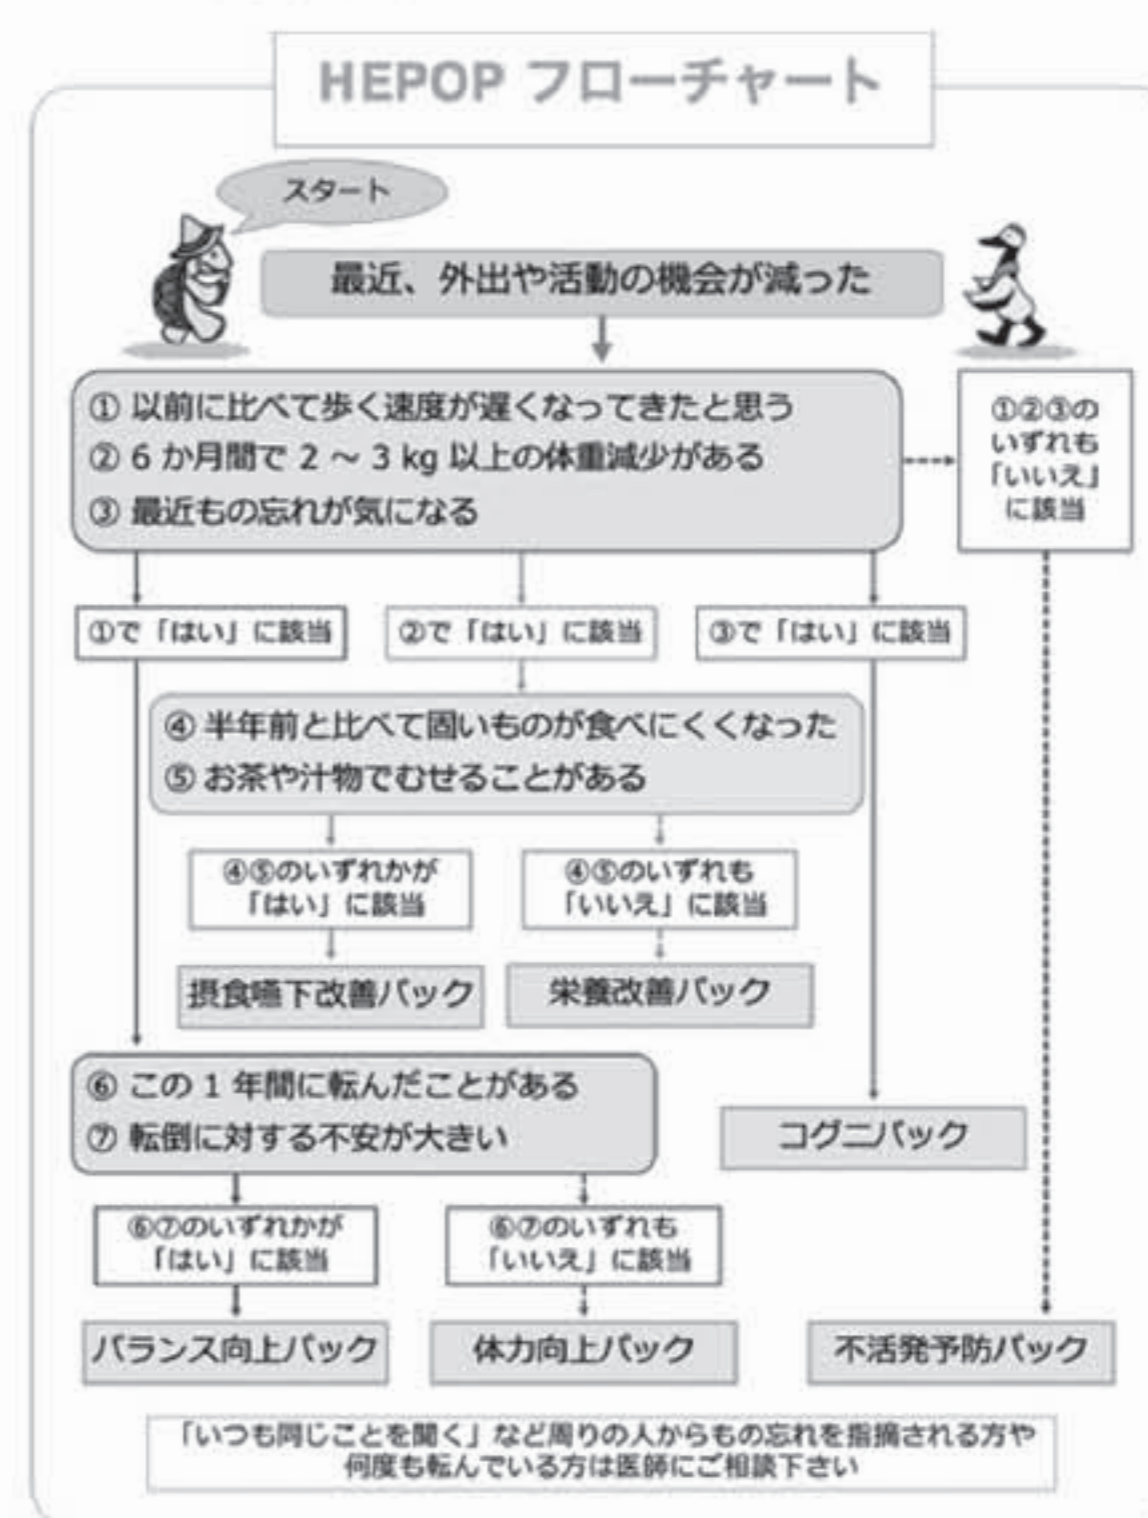 HEPOP フローチャート
スタート
最近、外出や活動の機会が減った
① 以前に比べて歩く速度が遅くなってきたと思う
② 6 か月間で 2 ～ 3 kg 以上の体重減少がある
③ 最近もの忘れが気になる
①②③の
いずれも
「いいえ」
に該当
①で「はい」に該当
②で「はい」に該当
③で「はい」に該当
④ 半年前と比べて固いものが食べにくくなった
⑤ お茶や汁物でむせることがある
④⑤のいずれかが
「はい」に該当
④⑤のいずれも
「いいえ」に該当
摂食嚥下改善パック
栄養改善パック
⑥ この 1 年間に転んだことがある
⑦ 転倒に対する不安が大きい
コグニパック
⑥⑦のいずれかが
「はい」に該当
⑥⑦のいずれも
「いいえ」に該当
バランス向上パック
体力向上パック
不活発予防パック
「いつも同じことを聞く」など周りの人からもの忘れを指摘される方や
何度も転んでいる方は医師にご相談下さい